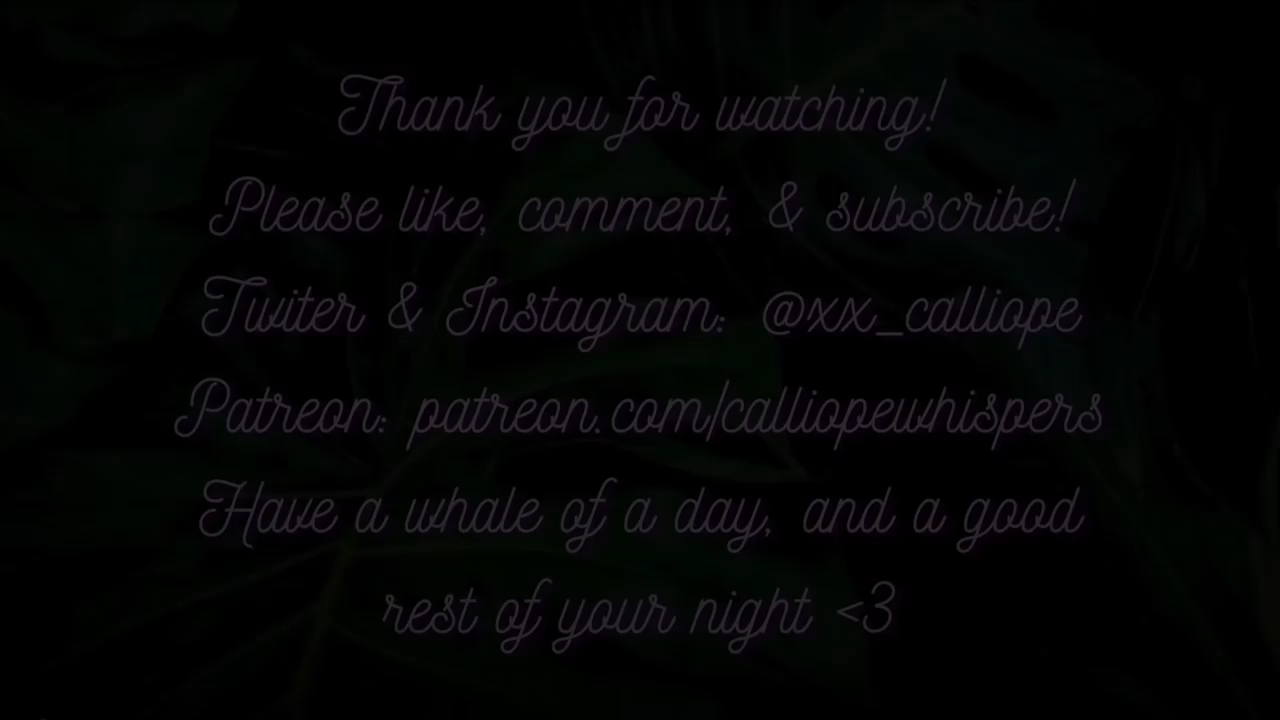 Thank you for watching!
Please like, comment, & subscribe!
Twiter & Instagram: @xx_calliope
Patreon: patreon.com/calliopewhispers
Have a whale of a day, and a good
rest of your night <3